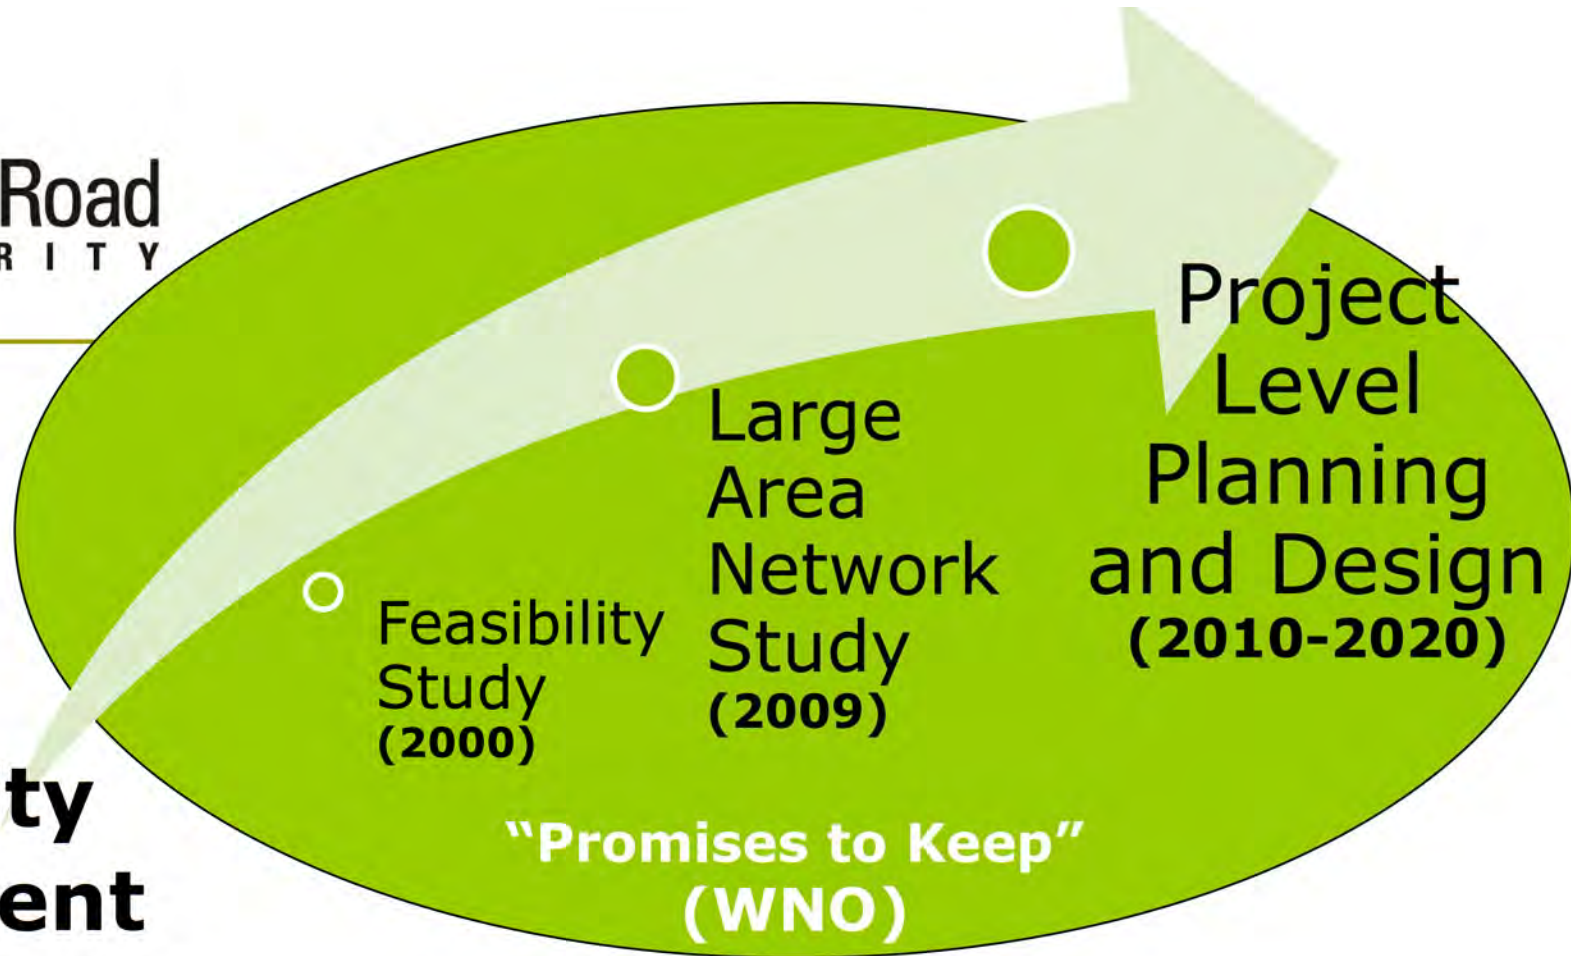 Road
R I T Y
Project
Level
Planning
and Design
(2010-2020)
Large
Area
Network
Study
(2009)
Feasibility
Study
(2000)
ty
ent
“Promises to Keep”
(WNO)